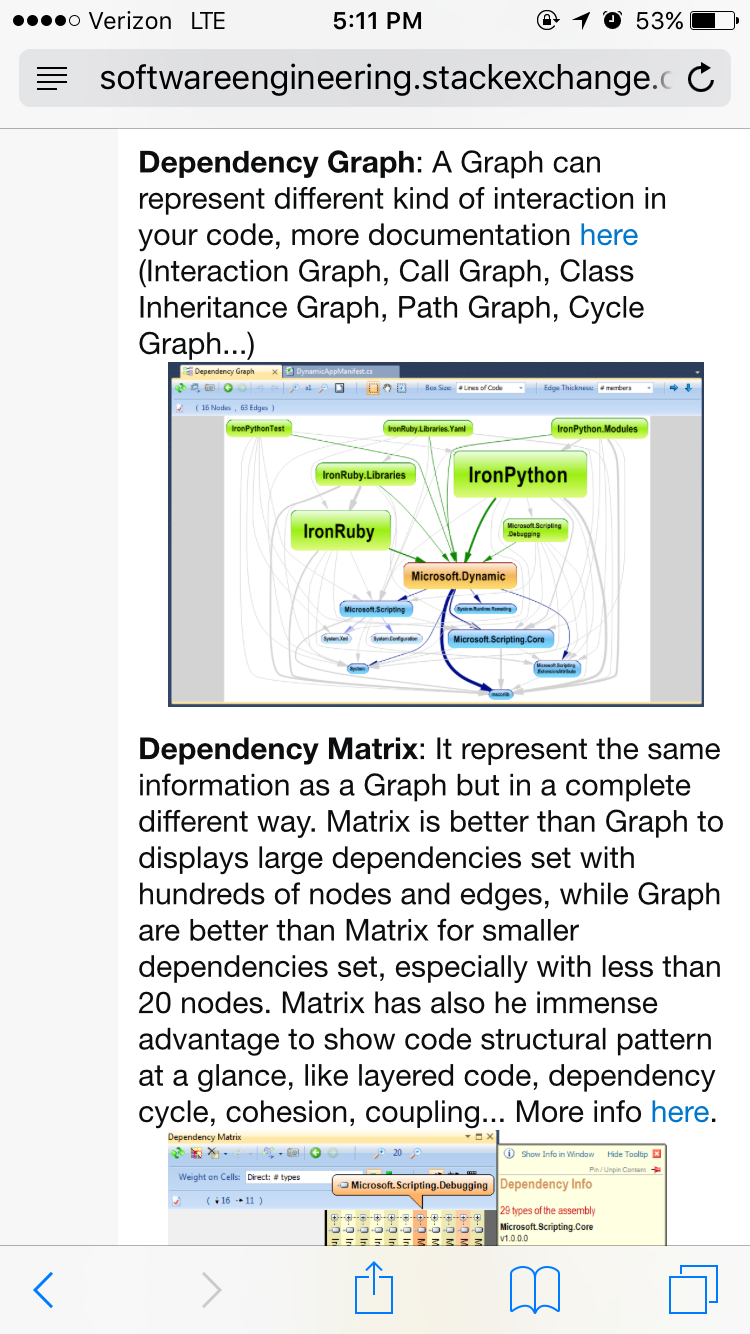 Verizon LTE 5:11 PM 53%
softwareengineering.stackexchange.c
Dependency Graph: A Graph can
represent different kind of interaction in
your code, more documentation here
(Interaction Graph, Call Graph, Class
Inheritance Graph, Path Graph, Cycle
Graph...)
Dependency Graph x DynamicAppManifest.cs
Box Size: # Lines of Code Edge Thickness: # members
( 16 Nodes , 63 Edges )
IronPythonTest IronRuby.Libraries.Yaml IronPython.Modules
IronRuby.Libraries IronPython
IronRuby
Microsoft.Scripting
.Debugging
Microsoft.Dynamic
Microsoft.Scripting System.Runtime.Remoting
System.Xml System.Configuration Microsoft.Scripting.Core
System
Microsoft.Scripting.
ExtensionAttribute
mscorlib
Dependency Matrix: It represent the same
information as a Graph but in a complete
different way. Matrix is better than Graph to
displays large dependencies set with
hundreds of nodes and edges, while Graph
are better than Matrix for smaller
dependencies set, especially with less than
20 nodes. Matrix has also he immense
advantage to show code structural pattern
at a glance, like layered code, dependency
cycle, cohesion, coupling... More info here.
Dependency Matrix
20
Show Info in Window Hide Tooltip
Pin / Unpin Content
Weight on Cells: Direct: # types
Microsoft.Scripting.Debugging
Dependency Info
( 16 11 )
29 types of the assembly
Microsoft.Scripting.Core
v1.0.0.0